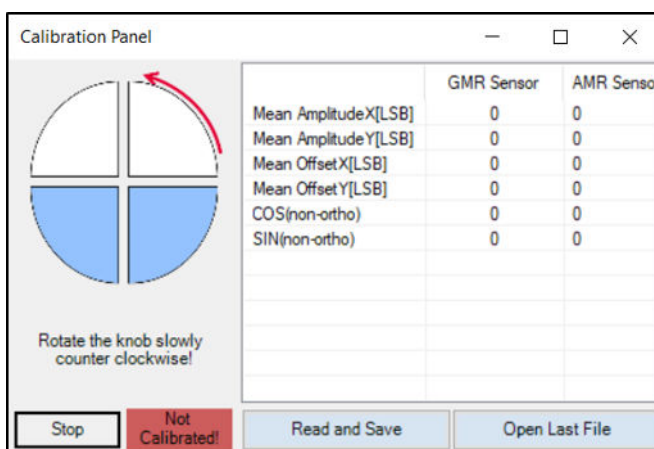 Calibration Panel
GMR Sensor AMR Senso
Mean AmplitudeX[LSB] 0 0
Mean AmplitudeY[LSB] 0 0
Mean OffsetX[LSB] 0 0
Mean OffsetY[LSB] 0 0
COS(non-ortho) 0 0
SIN(non-ortho) 0 0
Rotate the knob slowly
counter clockwise!
Stop
Not
Calibrated!
Read and Save
Open Last File